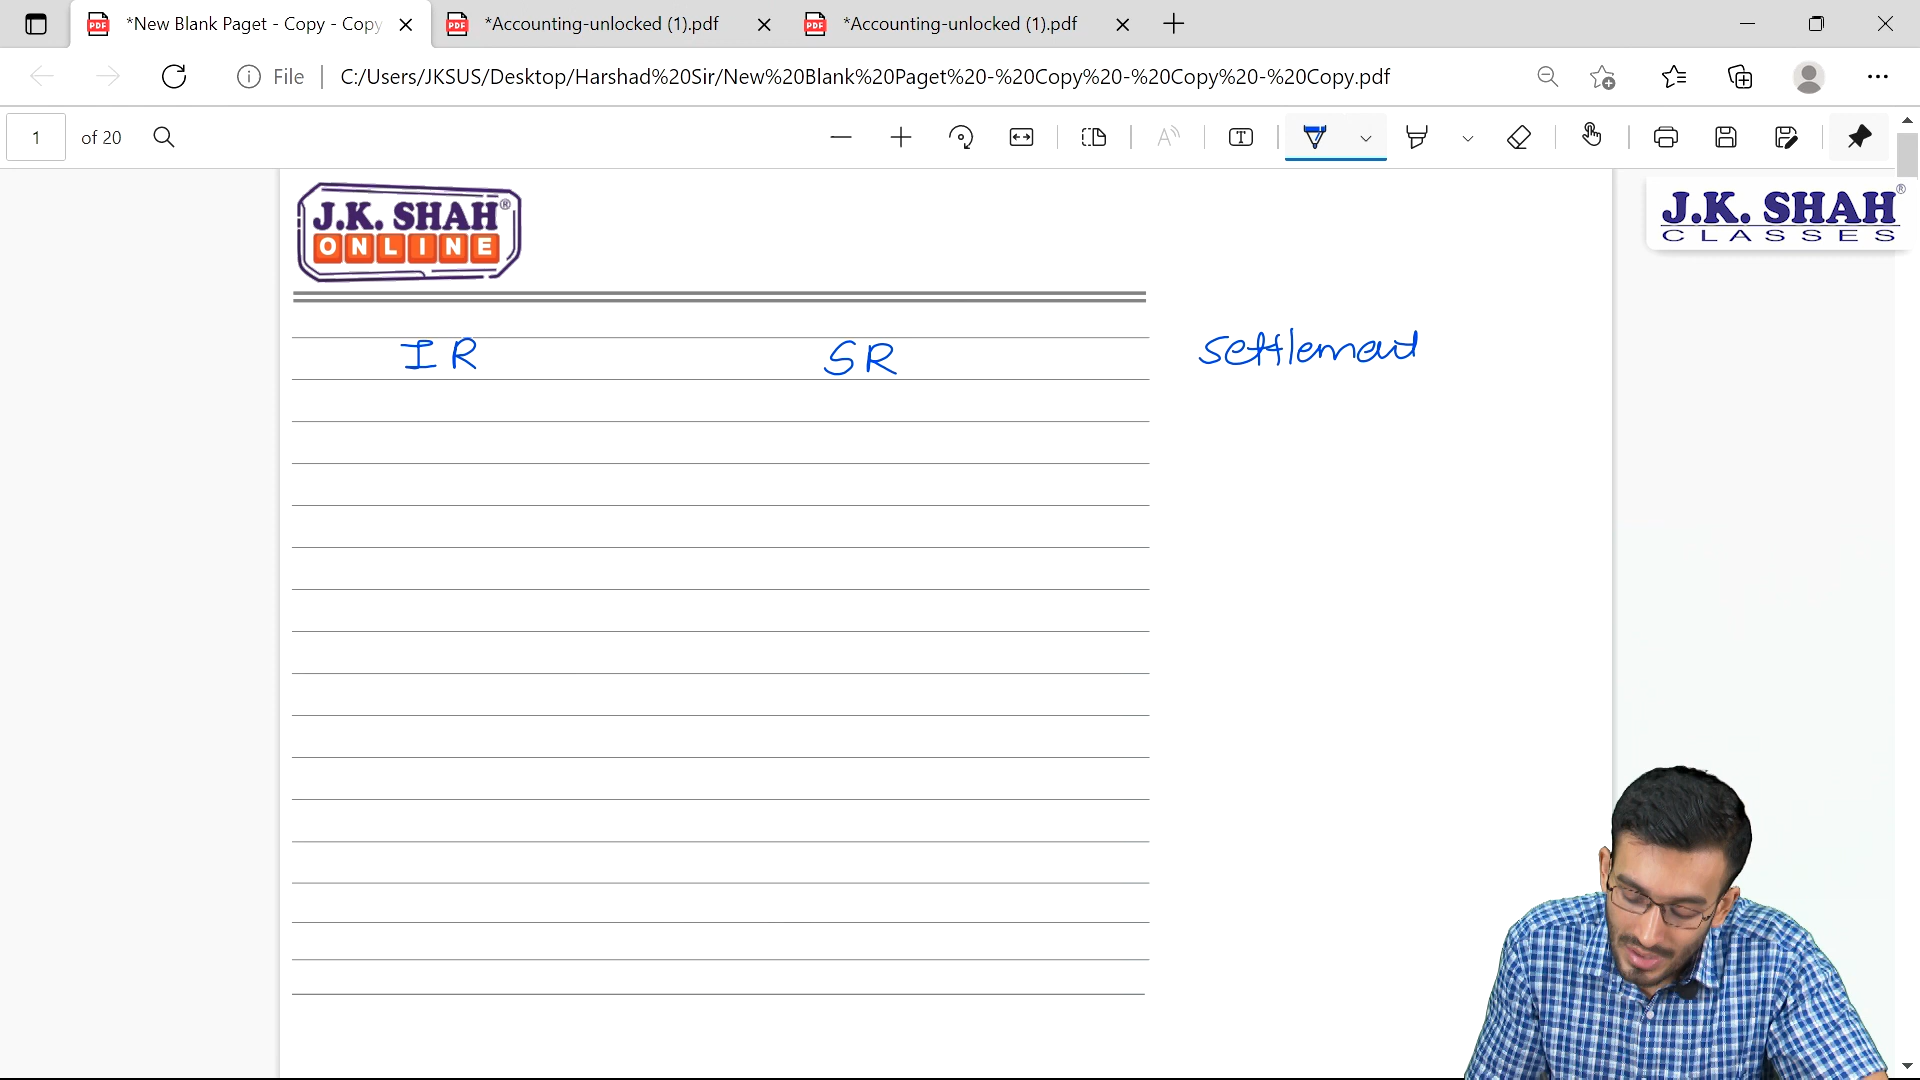 *New Blank Paget - Copy - Copy
*Accounting-unlocked (1).pdf
*Accounting-unlocked (1).pdf
File
C:/Users/JKSUS/Desktop/Harshad%20Sir/New%20Blank%20Paget%20-%20Copy%20-%20Copy%20-%20Copy.pdf
1 of 20
J.K. SHAH®
ONLINE
J.K. SHAH®
CLASSES
IR SR Settlement